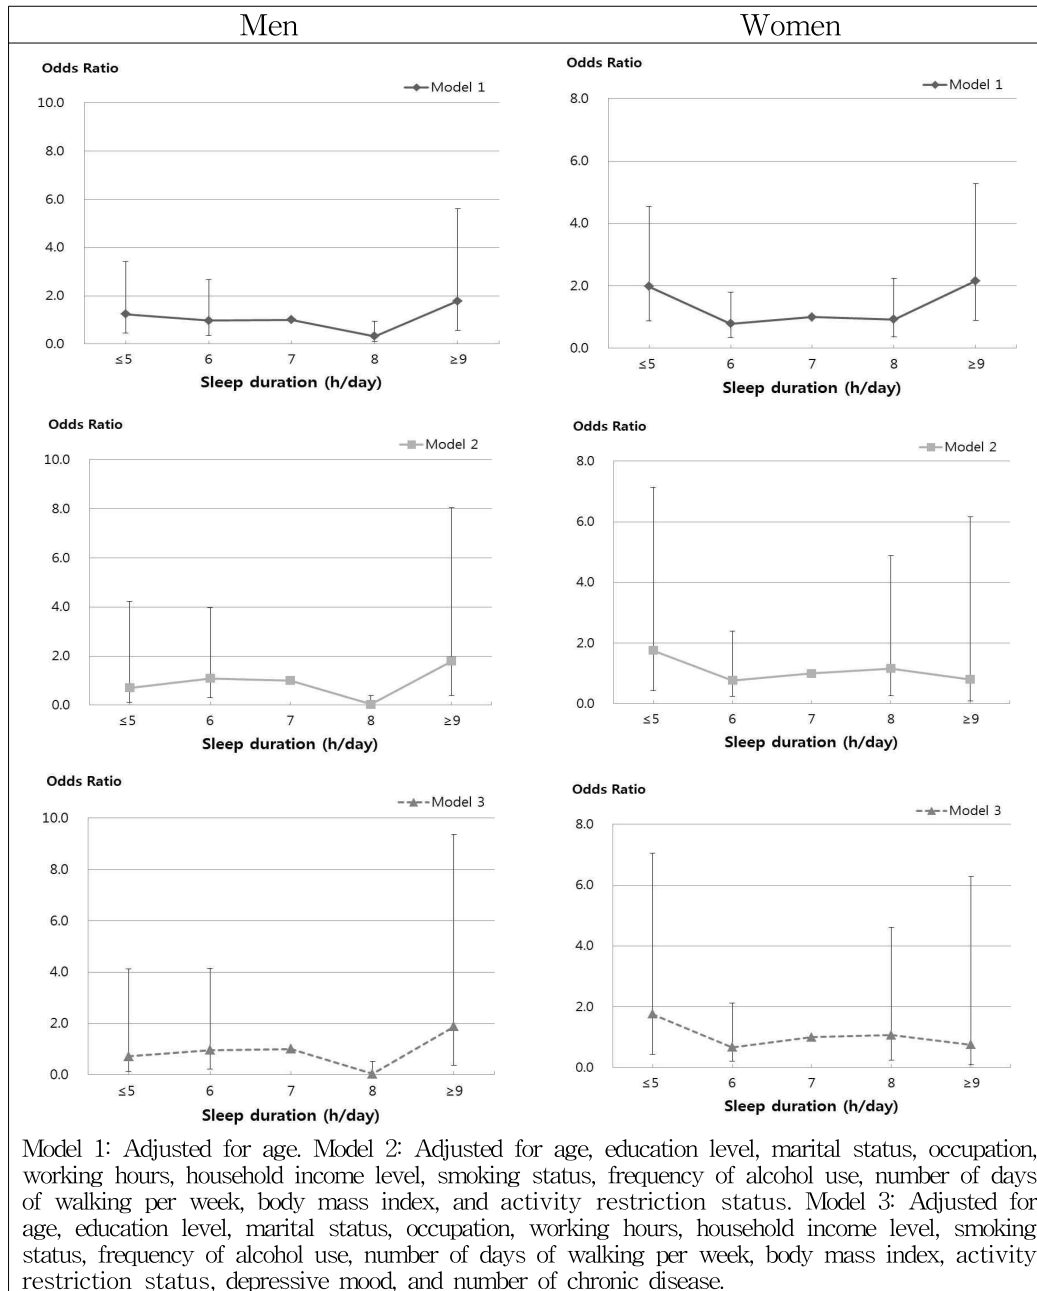 Men
Women
Odds Ratio
Model 1
10.0
8.0
6.0
4.0
2.0
0.0
≤5 6 7 8 ≥9
Sleep duration (h/day)
Odds Ratio
Model 1
8.0
6.0
4.0
2.0
0.0
≤5 6 7 8 ≥9
Sleep duration (h/day)
Odds Ratio
Model 2
10.0
8.0
6.0
4.0
2.0
0.0
≤5 6 7 8 ≥9
Sleep duration (h/day)
Odds Ratio
Model 2
8.0
6.0
4.0
2.0
0.0
≤5 6 7 8 ≥9
Sleep duration (h/day)
Odds Ratio
Model 3
10.0
8.0
6.0
4.0
2.0
0.0
≤5 6 7 8 ≥9
Sleep duration (h/day)
Odds Ratio
Model 3
8.0
6.0
4.0
2.0
0.0
≤5 6 7 8 ≥9
Sleep duration (h/day)
Model 1: Adjusted for age. Model 2: Adjusted for age, education level, marital status, occupation,
working hours, household income level, smoking status, frequency of alcohol use, number of days
of walking per week, body mass index, and activity restriction status. Model 3: Adjusted for
age, education level, marital status, occupation, working hours, household income level, smoking
status, frequency of alcohol use, number of days of walking per week, body mass index, activity
restriction status, depressive mood, and number of chronic disease.